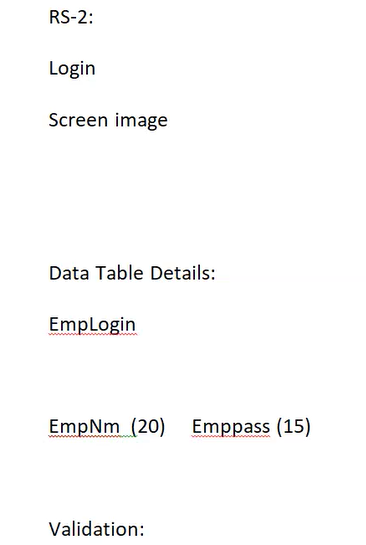 RS-2:
Login
Screen image
Data Table Details:
EmpLogin
EmpNm  (20)    Emppass (15)
Validation: